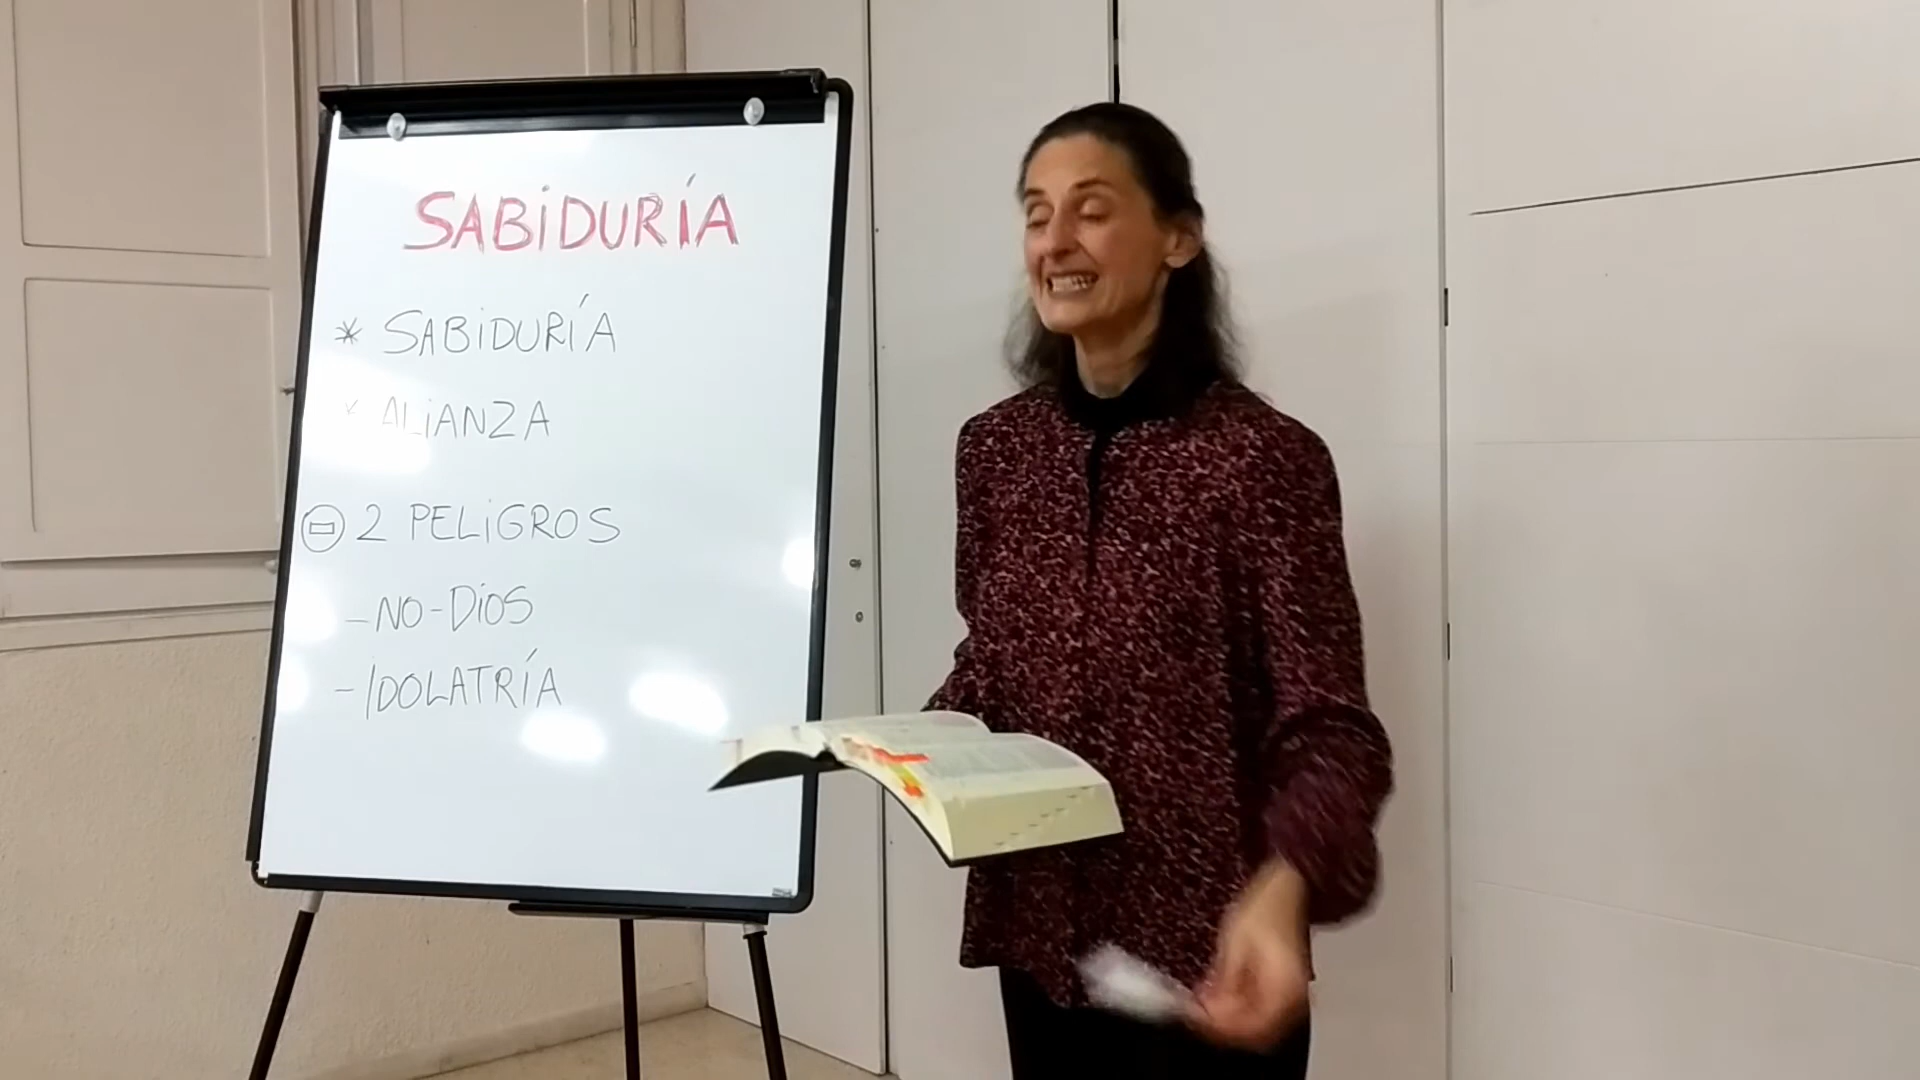 SABIDURÍA
* SABIDURÍA
* ALIANZA
⊖ 2 PELIGROS
- NO-DIOS
- IDOLATRÍA